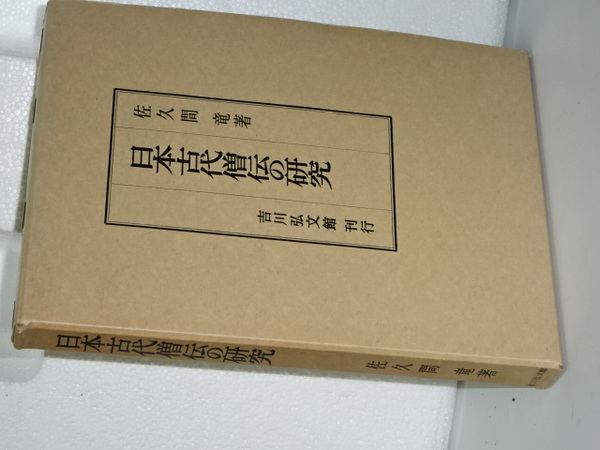 佐久間竜著
日本古代僧伝の研究
吉川弘文館刊行
日本古代僧伝の研究
佐久間竜著